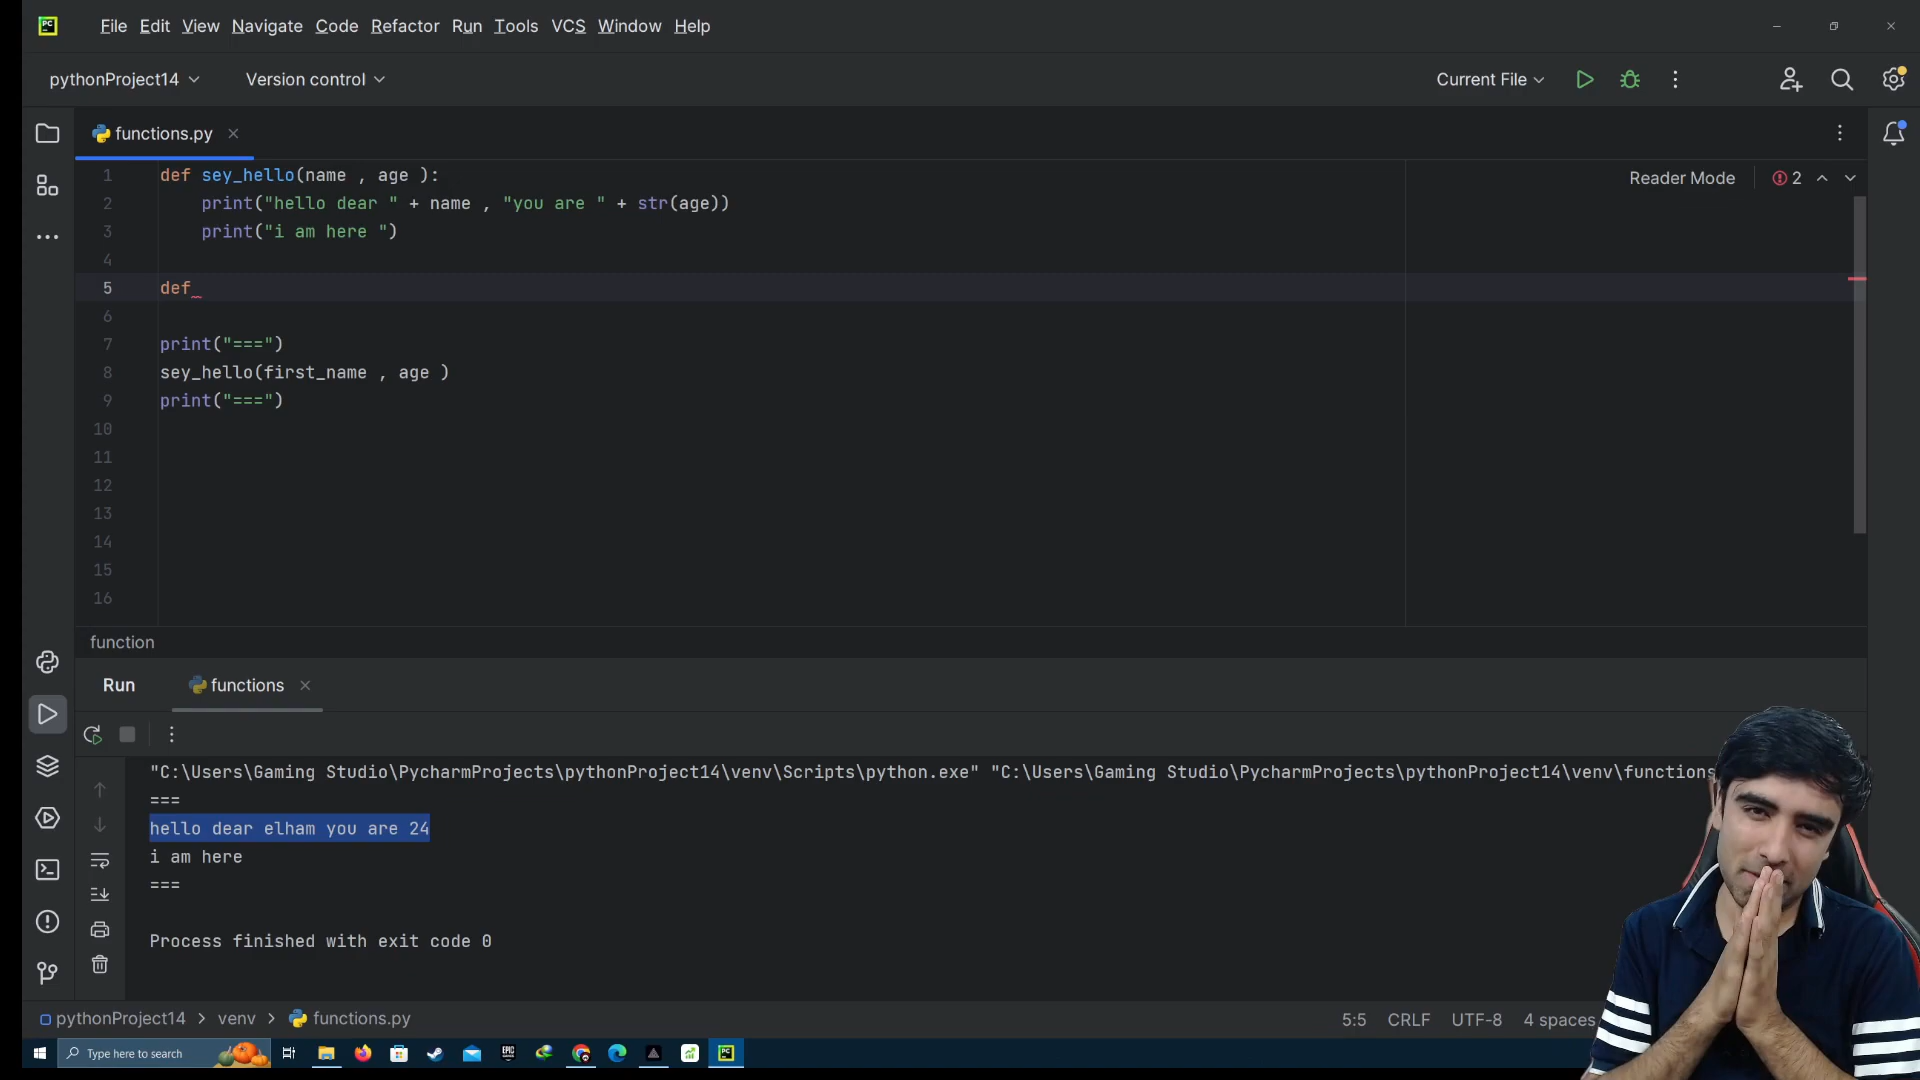 File Edit View Navigate Code Refactor Run Tools VCS Window Help
pythonProject14 Version control Current File
functions.py
Reader Mode 2
1 def sey_hello(name , age ):
2 print("hello dear " + name , "you are " + str(age))
3 print("i am here ")
4
5 def
6
7 print("===")
8 sey_hello(first_name , age )
9 print("===")
10
11
12
13
14
15
16
function
Run functions
"C:\Users\Gaming Studio\PycharmProjects\pythonProject14\venv\Scripts\python.exe" "C:\Users\Gaming Studio\PycharmProjects\pythonProject14\venv\functions
===
hello dear elham you are 24
i am here
===
Process finished with exit code 0
pythonProject14 > venv > functions.py 5:5 CRLF UTF-8 4 spaces
Type here to search